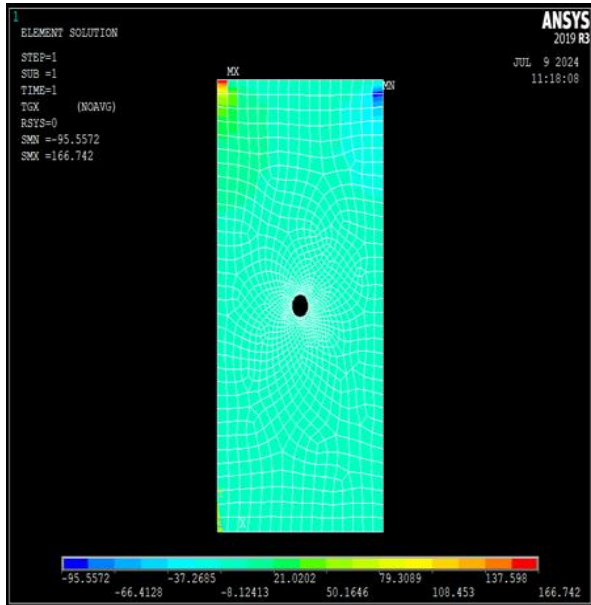 1
ELEMENT SOLUTION
STEP=1
SUB =1
TIME=1
TGX (NOAVG)
RSYS=0
SMN =-95.5572
SMX =166.742
ANSYS
2019 R3
JUL 9 2024
11:18:08
MX
MN
X
-95.5572 -37.2685 21.0202 79.3089 137.598
-66.4128 -8.12413 50.1646 108.453 166.742